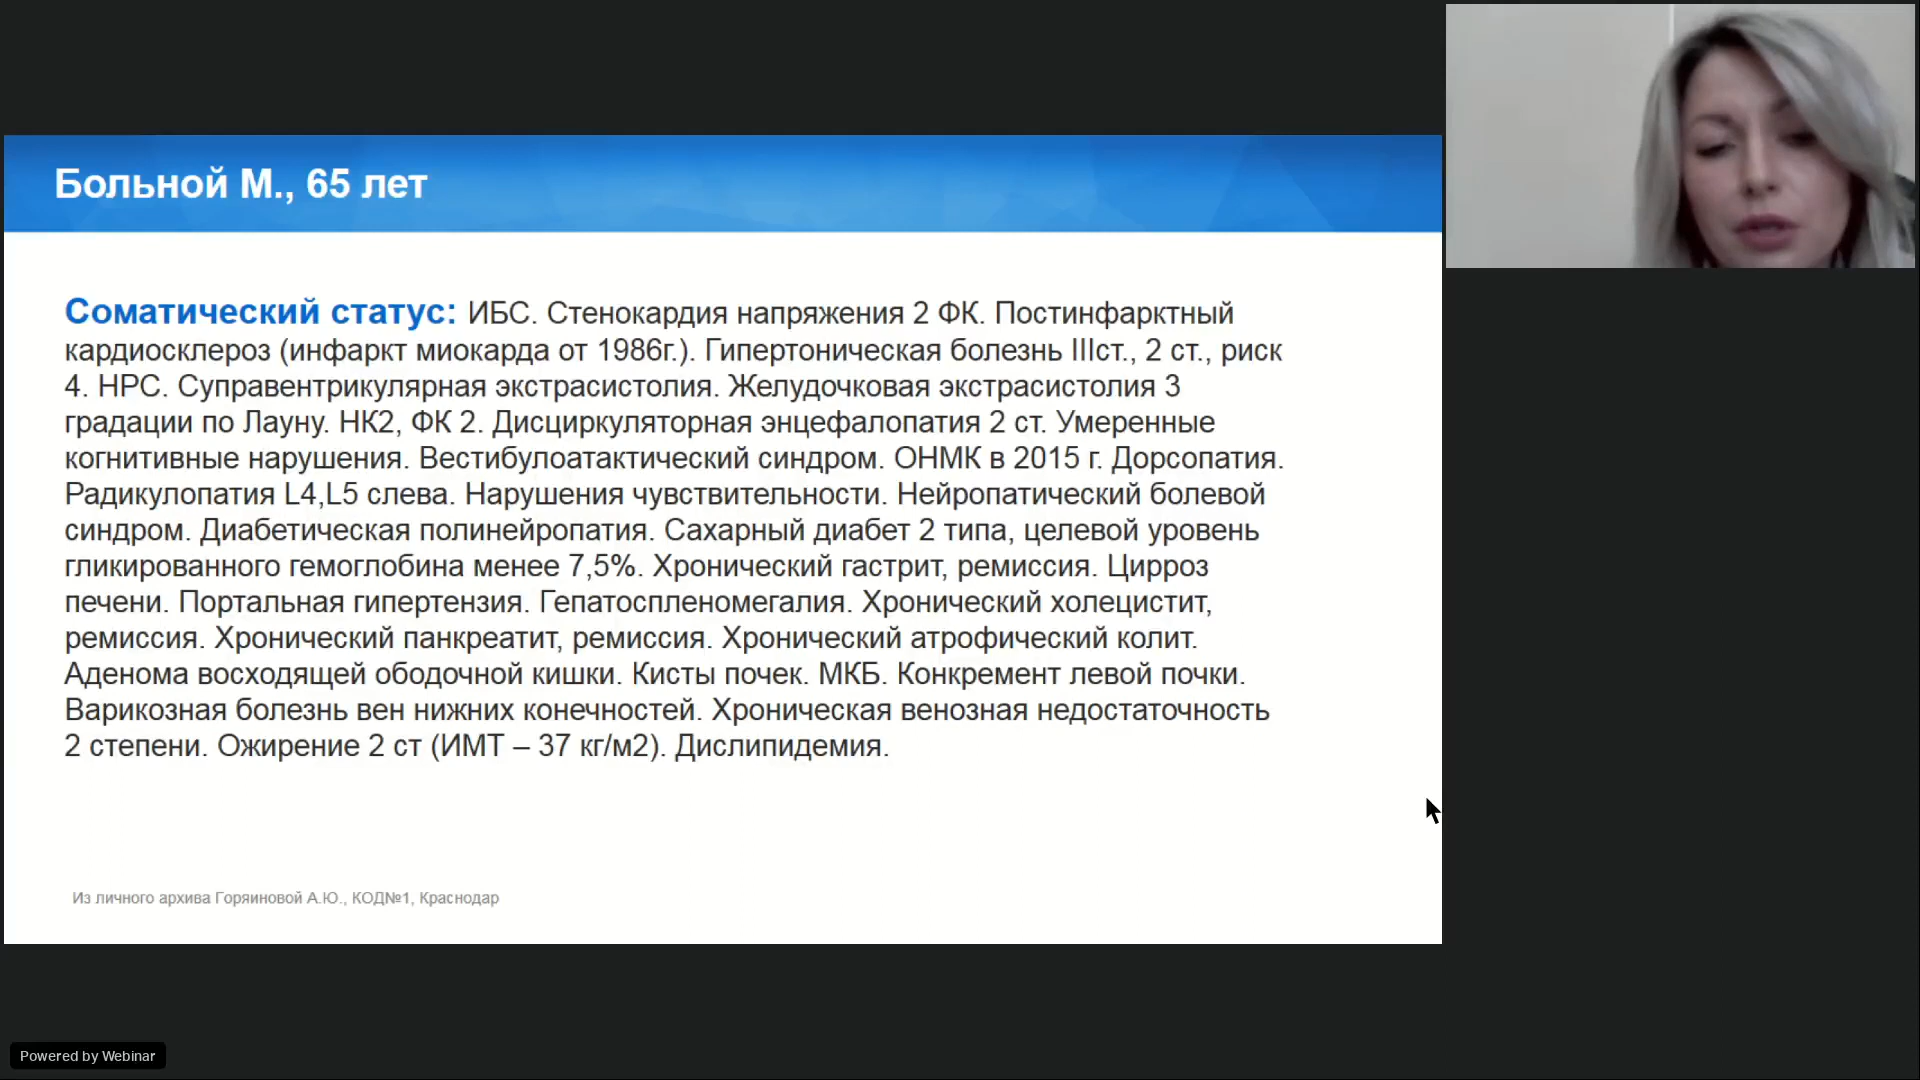 Больной М., 65 лет
Соматический статус: ИБС. Стенокардия напряжения 2 ФК. Постинфарктный
кардиосклероз (инфаркт миокарда от 1986г.). Гипертоническая болезнь IIIст., 2 ст., риск
4. НРС. Суправентрикулярная экстрасистолия. Желудочковая экстрасистолия 3
градации по Лауну. НК2, ФК 2. Дисциркуляторная энцефалопатия 2 ст. Умеренные
когнитивные нарушения. Вестибулоатактический синдром. ОНМК в 2015 г. Дорсопатия.
Радикулопатия L4,L5 слева. Нарушения чувствительности. Нейропатический болевой
синдром. Диабетическая полинейропатия. Сахарный диабет 2 типа, целевой уровень
гликированного гемоглобина менее 7,5%. Хронический гастрит, ремиссия. Цирроз
печени. Портальная гипертензия. Гепатоспленомегалия. Хронический холецистит,
ремиссия. Хронический панкреатит, ремиссия. Хронический атрофический колит.
Аденома восходящей ободочной кишки. Кисты почек. МКБ. Конкремент левой почки.
Варикозная болезнь вен нижних конечностей. Хроническая венозная недостаточность
2 степени. Ожирение 2 ст (ИМТ – 37 кг/м2). Дислипидемия.
Из личного архива Горяиновой А.Ю., КОД№1, Краснодар
Powered by Webinar